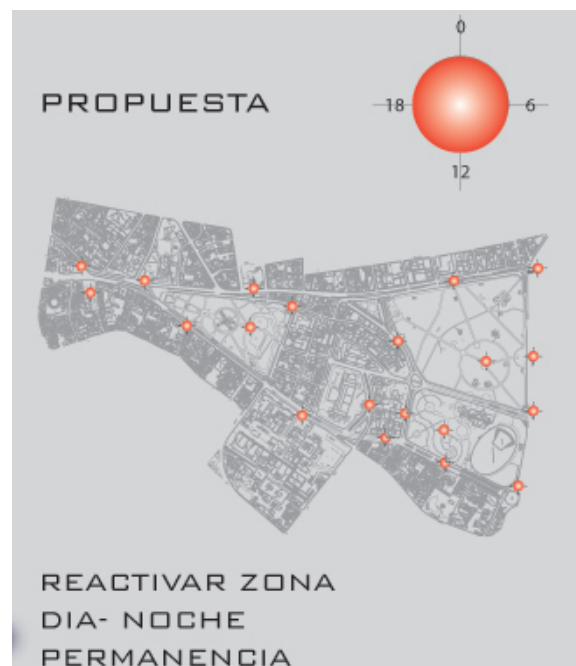 0
PROPUESTA
18 6
12
REACTIVAR ZONA
DIA- NOCHE
PERMANENCIA